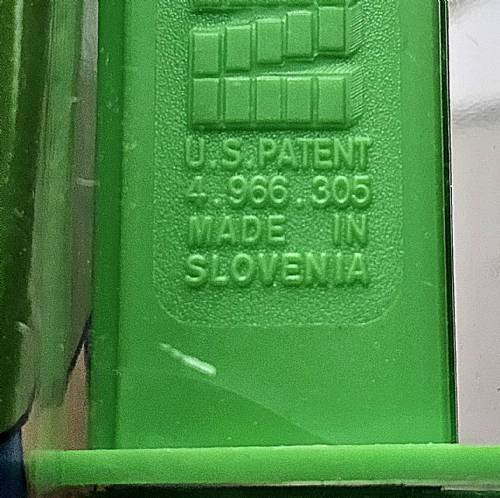 U.S.PATENT
4.966.305
MADE IN
SLOVENIA